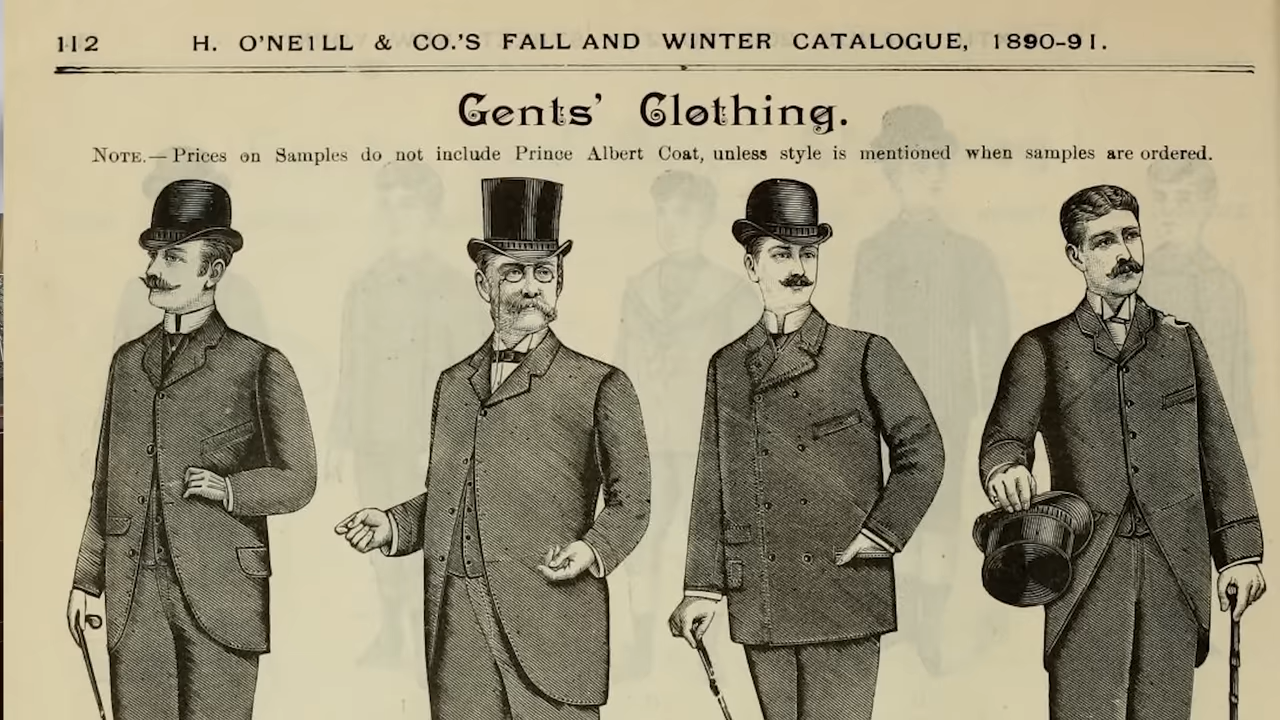 112 H. O'NEILL & CO.'S FALL AND WINTER CATALOGUE, 1890-91.
Gents' Clothing.
NOTE.—Prices on Samples do not include Prince Albert Coat, unless style is mentioned when samples are ordered.